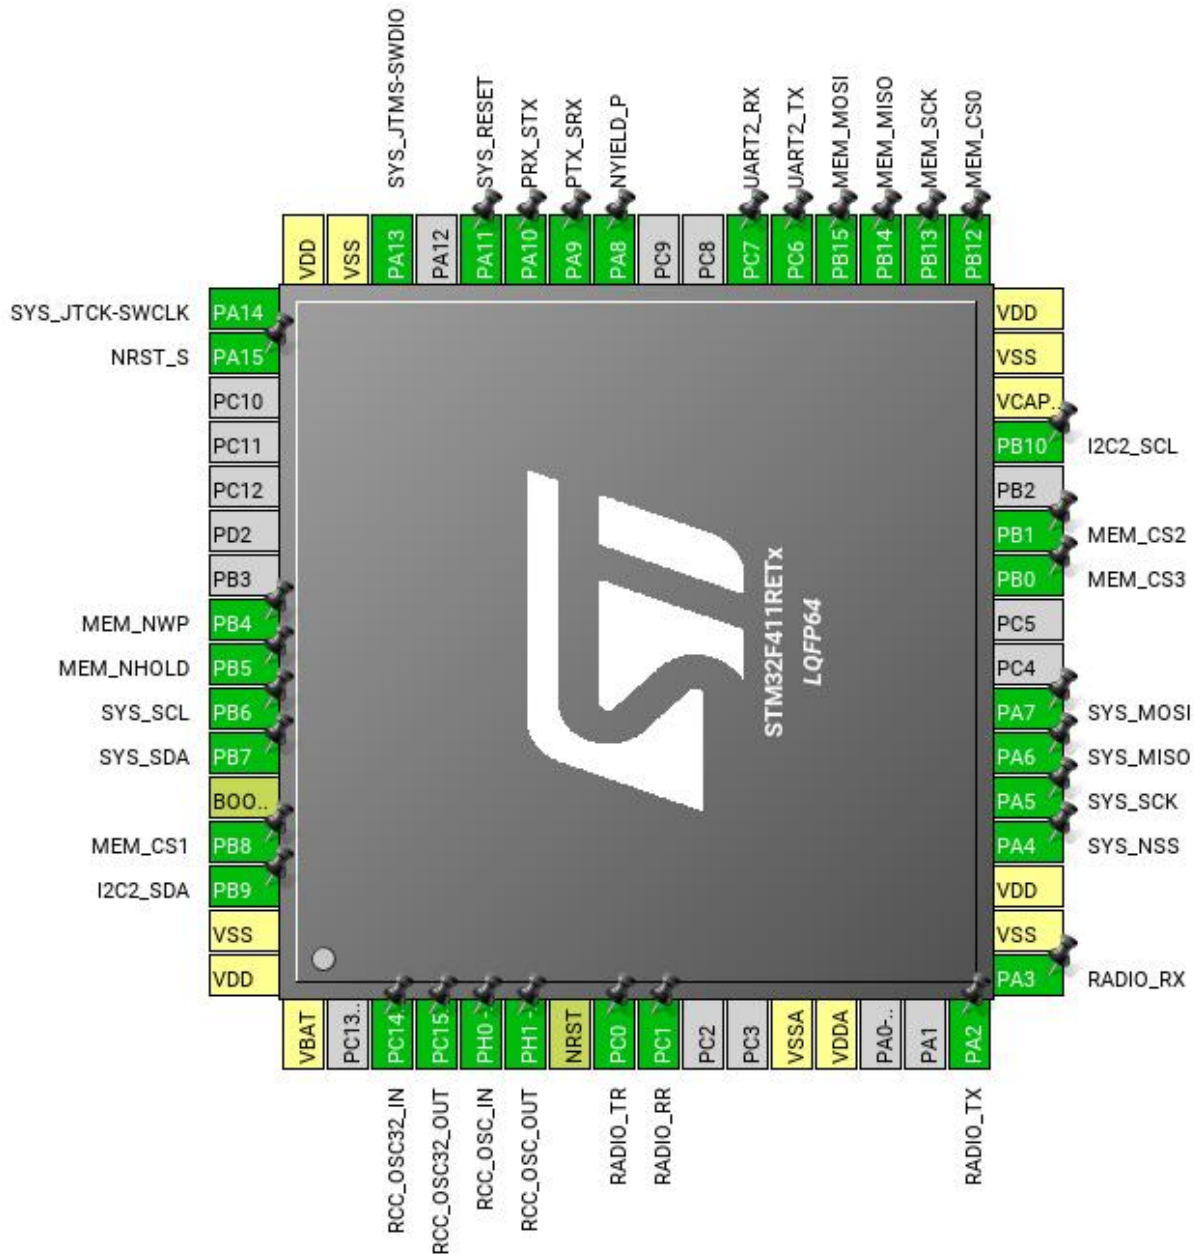 SYS_JTMS-SWDIO
SYS_RESET
PRX_STX
PTX_SRX
NYIELD_P
UART2_RX
UART2_TX
MEM_MOSI
MEM_MISO
MEM_SCK
MEM_CS0
VDD
VSS
PA13
PA12
PA11
PA10
PA9
PA8
PC9
PC8
PC7
PC6
PB15
PB14
PB13
PB12
SYS_JTCK-SWCLK PA14
NRST_S PA15
PC10
PC11
PC12
PD2
PB3
MEM_NWP PB4
MEM_NHOLD PB5
SYS_SCL PB6
SYS_SDA PB7
BOO..
MEM_CS1 PB8
I2C2_SDA PB9
VSS
VDD
STM32F411RETx
LQFP64
VDD
VSS
VCAP..
PB10 I2C2_SCL
PB2
PB1 MEM_CS2
PB0 MEM_CS3
PC5
PC4
PA7 SYS_MOSI
PA6 SYS_MISO
PA5 SYS_SCK
PA4 SYS_NSS
VDD
VSS
PA3 RADIO_RX
VBAT
PC13..
PC14..
PC15..
PH0 -..
PH1 -..
NRST
PC0
PC1
PC2
PC3
VSSA
VDDA
PA0-..
PA1
PA2
RCC_OSC32_IN
RCC_OSC32_OUT
RCC_OSC_IN
RCC_OSC_OUT
RADIO_TR
RADIO_RR
RADIO_TX